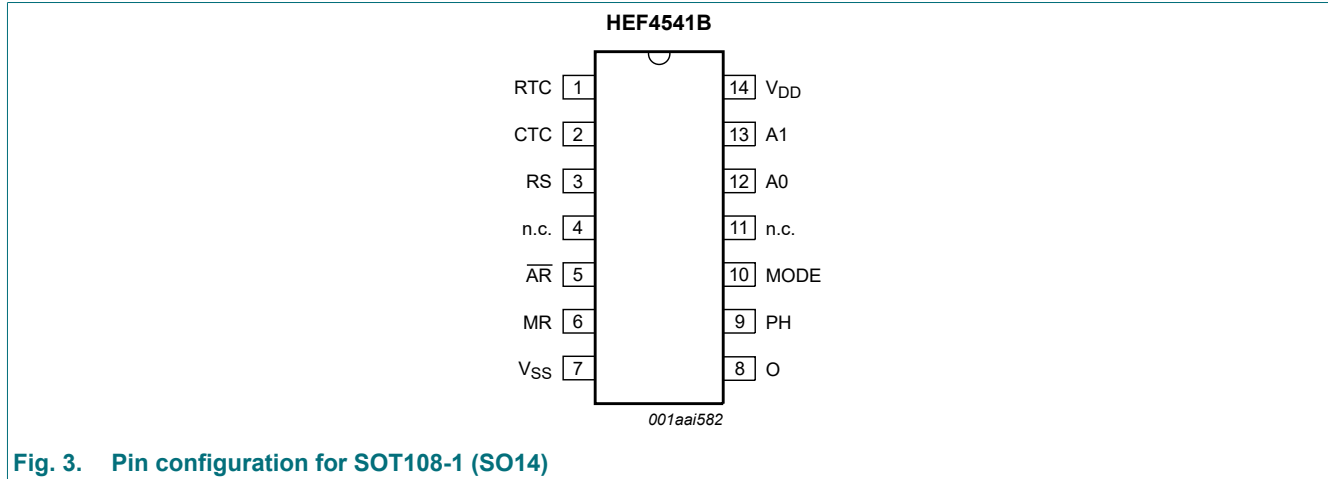 HEF4541B
RTC 1 14 VDD
CTC 2 13 A1
RS 3 12 A0
n.c. 4 11 n.c.
A̅R̅ 5 10 MODE
MR 6 9 PH
VSS 7 8 O
001aai582
Fig. 3. Pin configuration for SOT108-1 (SO14)